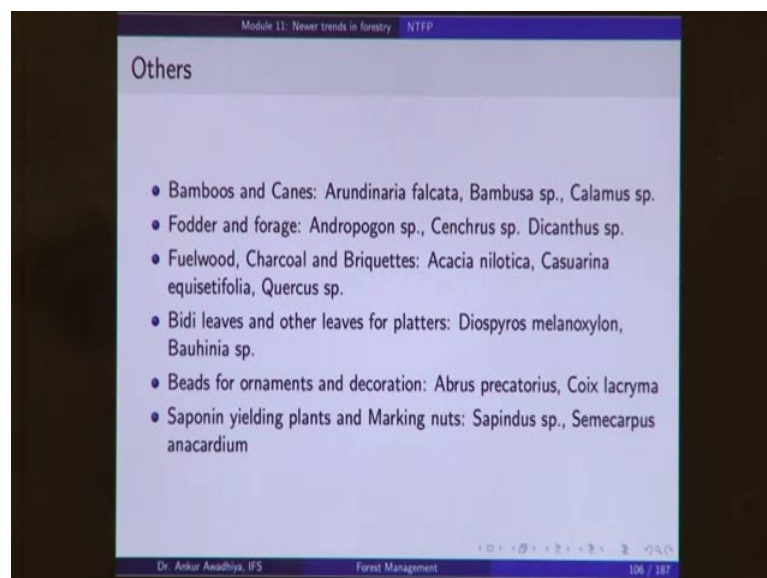 Module 11: Newer trends in forestry NTFP
Others
• Bamboos and Canes: Arundinaria falcata, Bambusa sp., Calamus sp.
• Fodder and forage: Andropogon sp., Cenchrus sp. Dicanthus sp.
• Fuelwood, Charcoal and Briquettes: Acacia nilotica, Casuarina
equisetifolia, Quercus sp.
• Bidi leaves and other leaves for platters: Diospyros melanoxylon,
Bauhinia sp.
• Beads for ornaments and decoration: Abrus precatorius, Coix lacryma
• Saponin yielding plants and Marking nuts: Sapindus sp., Semecarpus
anacardium
Dr. Ankur Awadhiya, IFS Forest Management 106 / 187